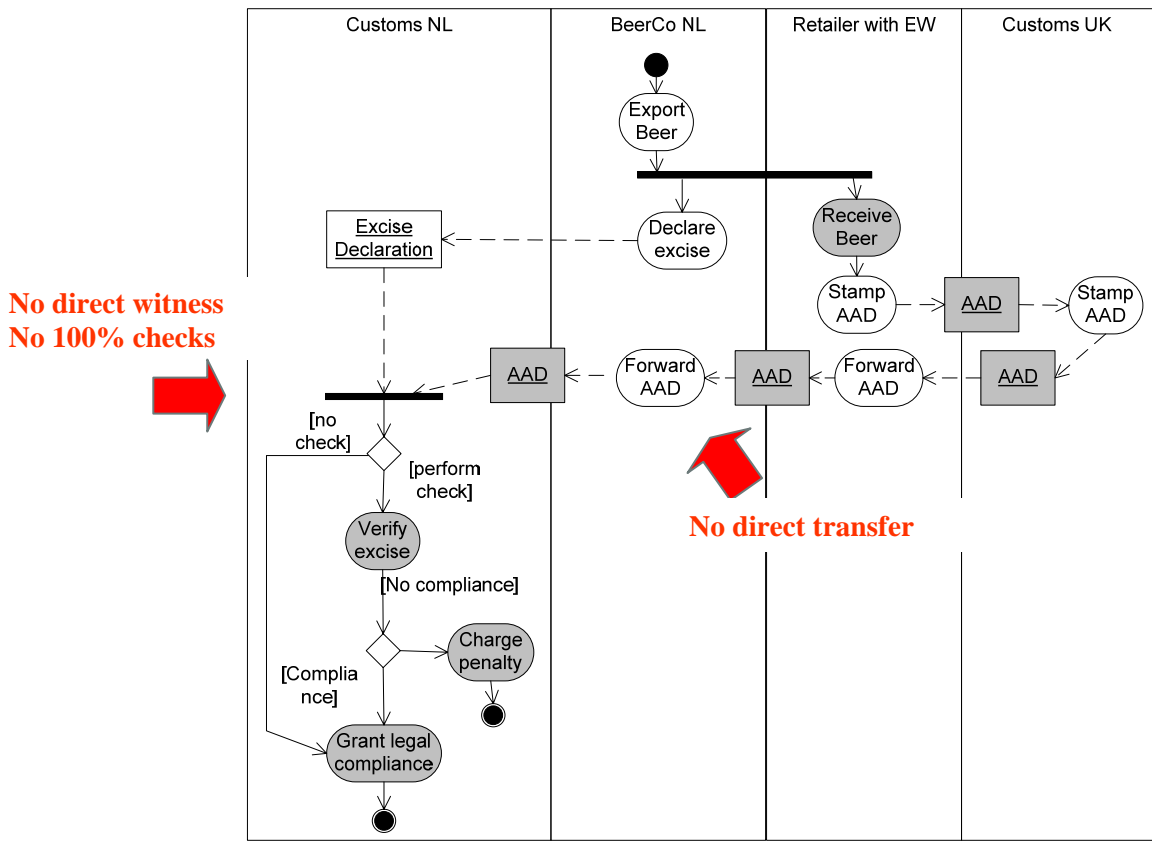 Customs NL
BeerCo NL
Retailer with EW
Customs UK
Export
Beer
Excise
Declaration
Declare
excise
Receive
Beer
No direct witness
No 100% checks
Stamp
AAD
AAD
Stamp
AAD
AAD
Forward
AAD
AAD
Forward
AAD
AAD
[no
check]
[perform
check]
No direct transfer
Verify
excise
[No compliance]
Charge
penalty
[Complia
nce]
Grant legal
compliance